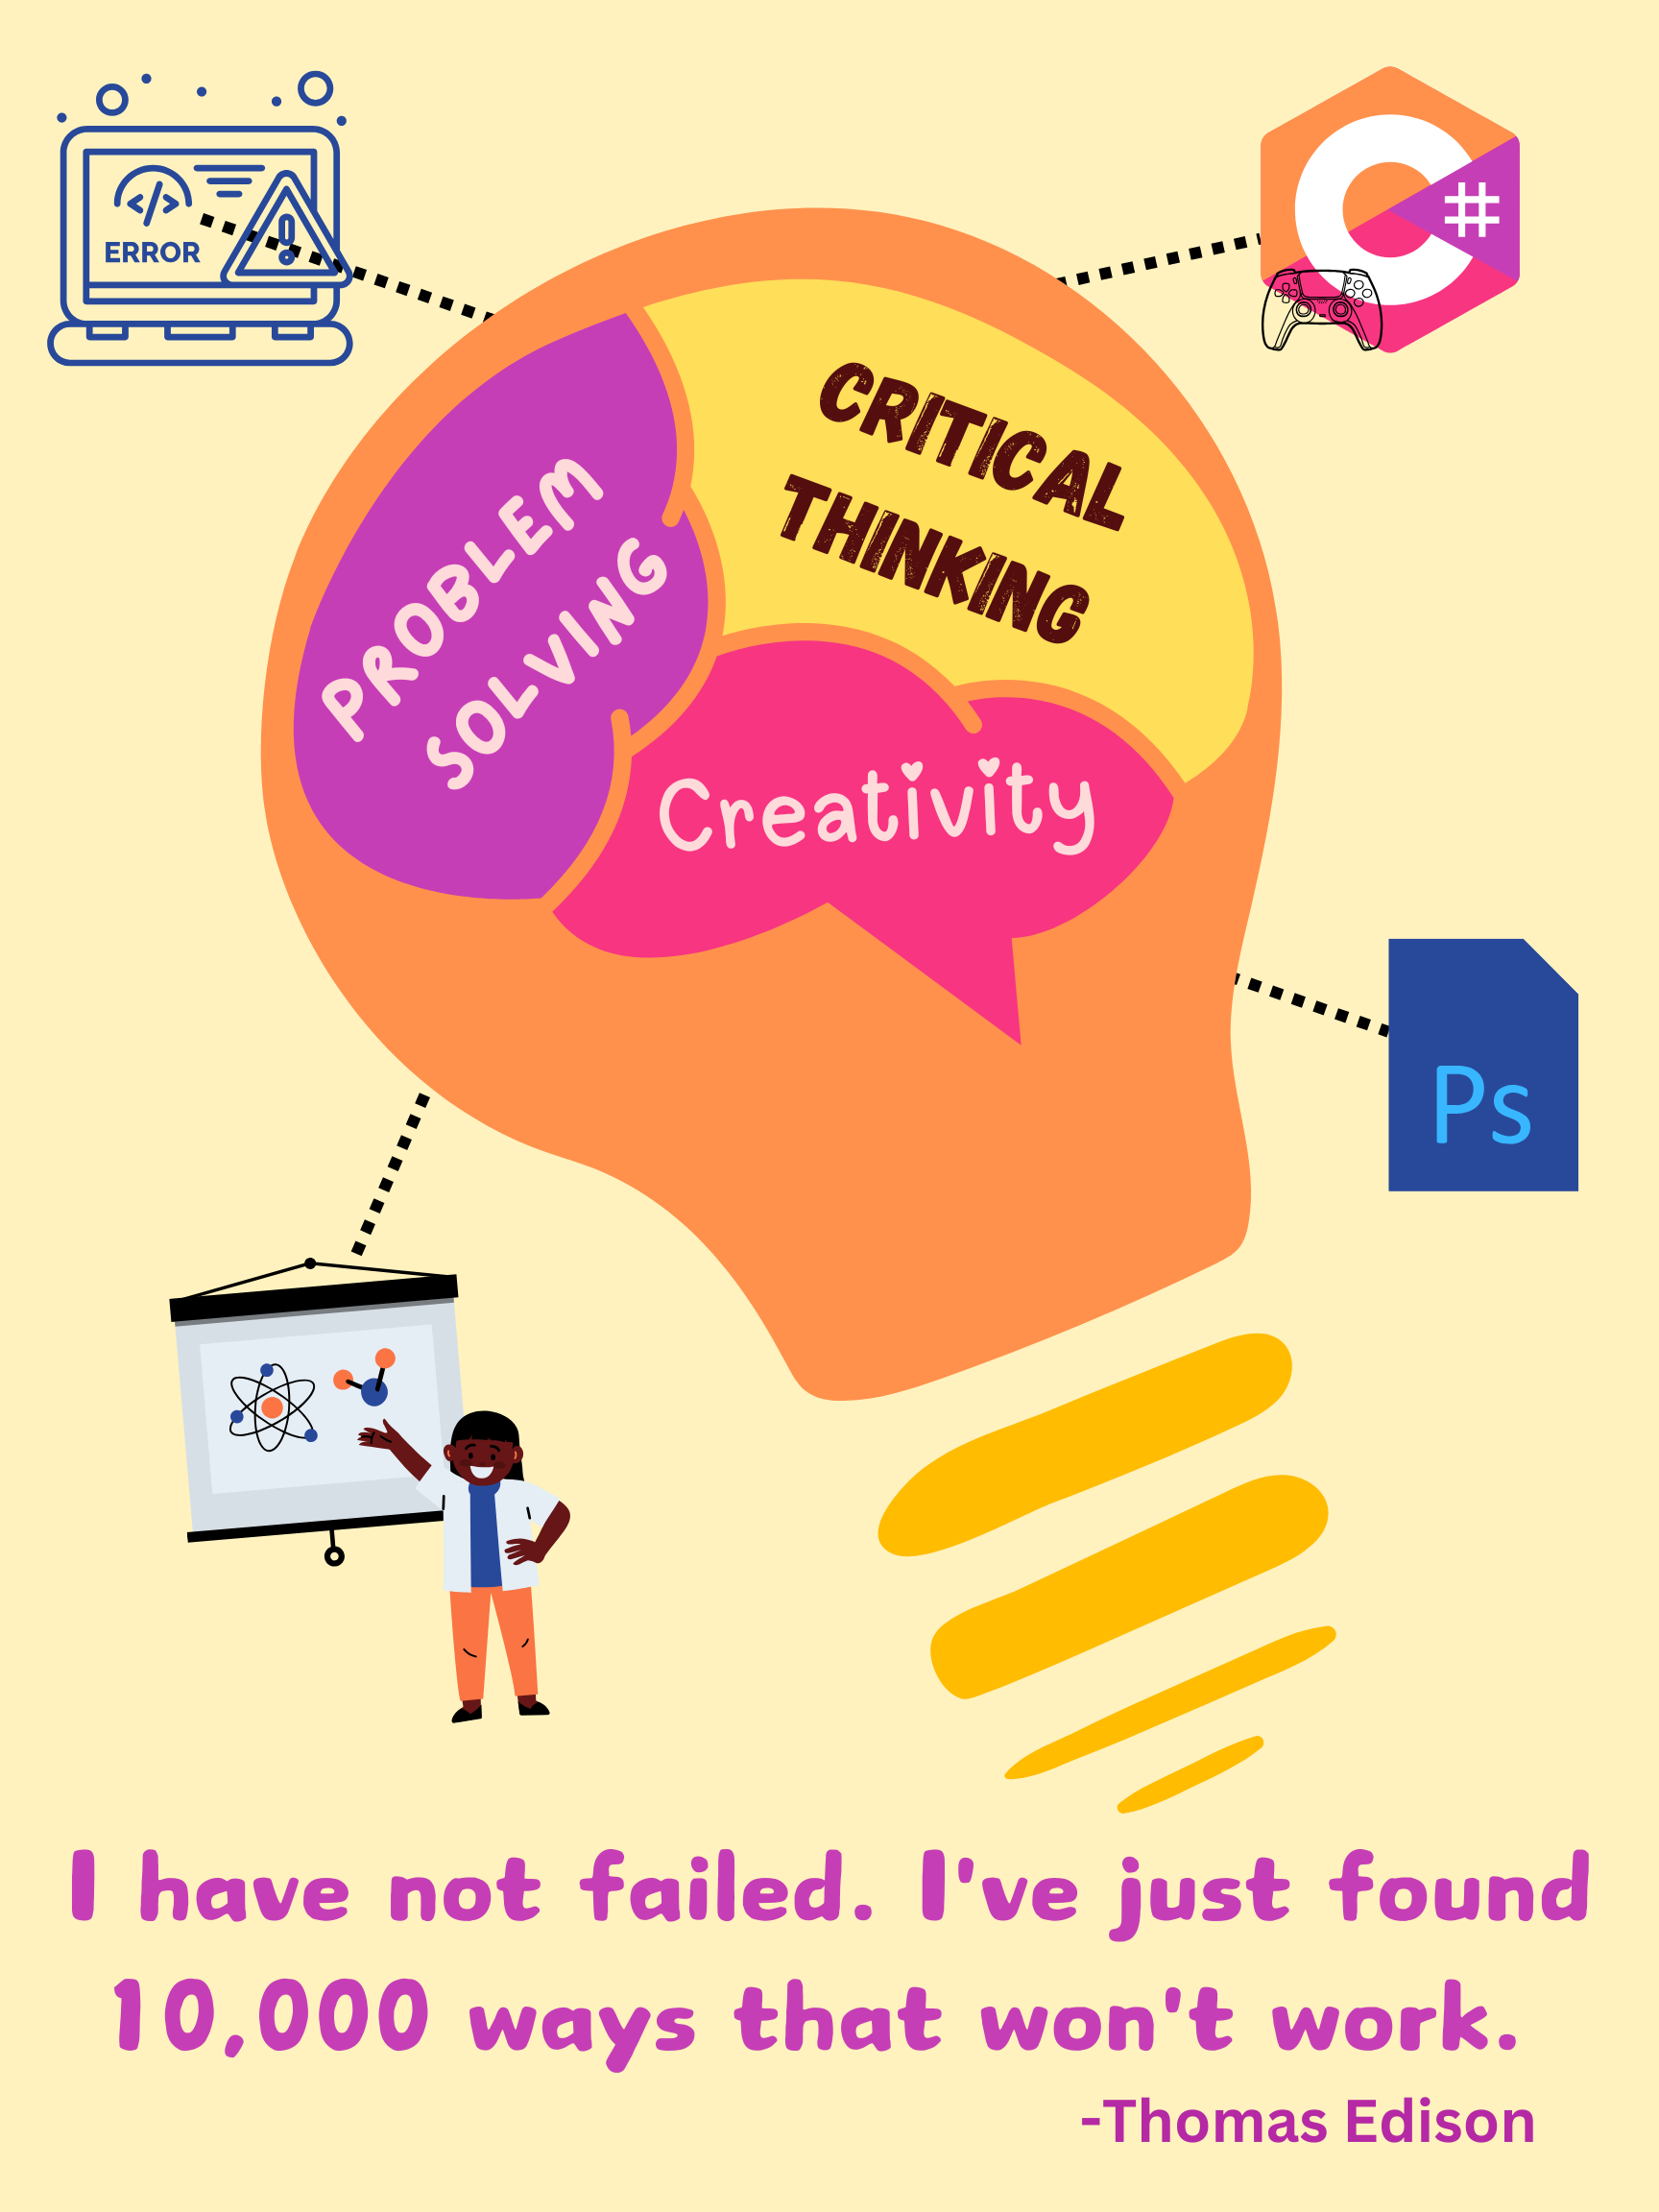 ERROR
C#
CRITICAL
THINKING
PROBLEM
SOLVING
Creativity
Ps
I have not failed. I've just found
10,000 ways that won't work.
-Thomas Edison